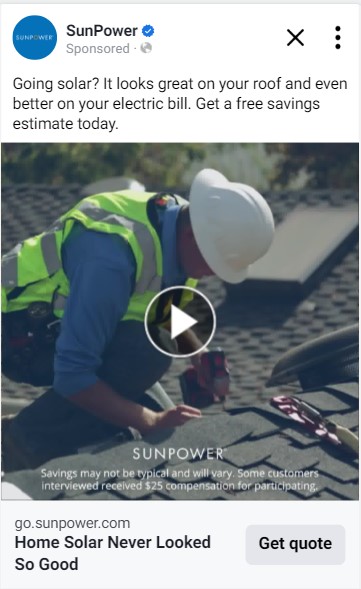 SUNPOWER
SunPower
Sponsored ·
Going solar? It looks great on your roof and even
better on your electric bill. Get a free savings
estimate today.
SUNPOWER
Savings may not be typical and will vary. Some customers
interviewed received $25 compensation for participating.
go.sunpower.com
Home Solar Never Looked
So Good
Get quote